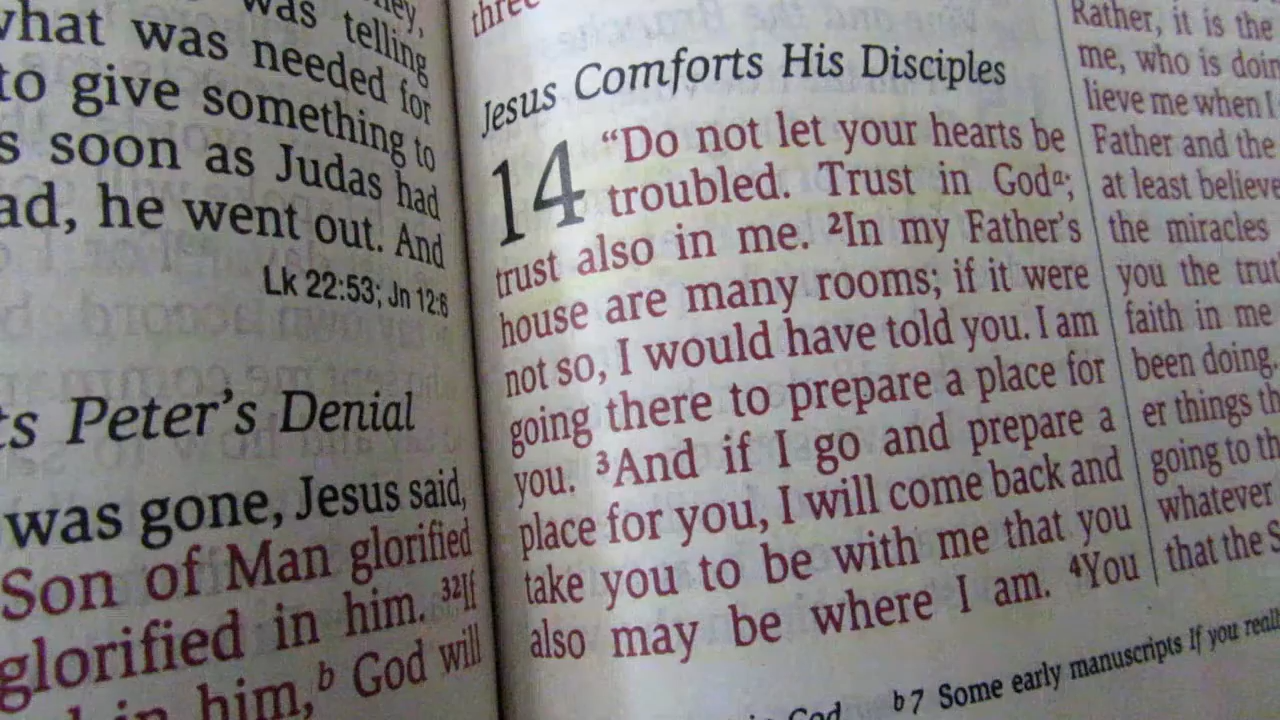 was telling
what was needed for
to give something to
s soon as Judas had
ad, he went out. And
Lk 22:53; Jn 12:6
ts Peter's Denial
was gone, Jesus said,
Son of Man glorified
glorified in him. ³²If
in him,ᵇ God will
three
Jesus Comforts His Disciples
14 “Do not let your hearts be
troubled. Trust in Godᵃ;
trust also in me. ²In my Father's
house are many rooms; if it were
not so, I would have told you. I am
going there to prepare a place for
you. ³And if I go and prepare a
place for you, I will come back and
take you to be with me that you
also may be where I am. ⁴You
Rather, it is the
me, who is doin
lieve me when I
Father and the
at least believe
the miracles
you the trut
faith in me
been doing.
er things th
going to th
whatever
that the S
God b7 Some early manuscripts If you reall